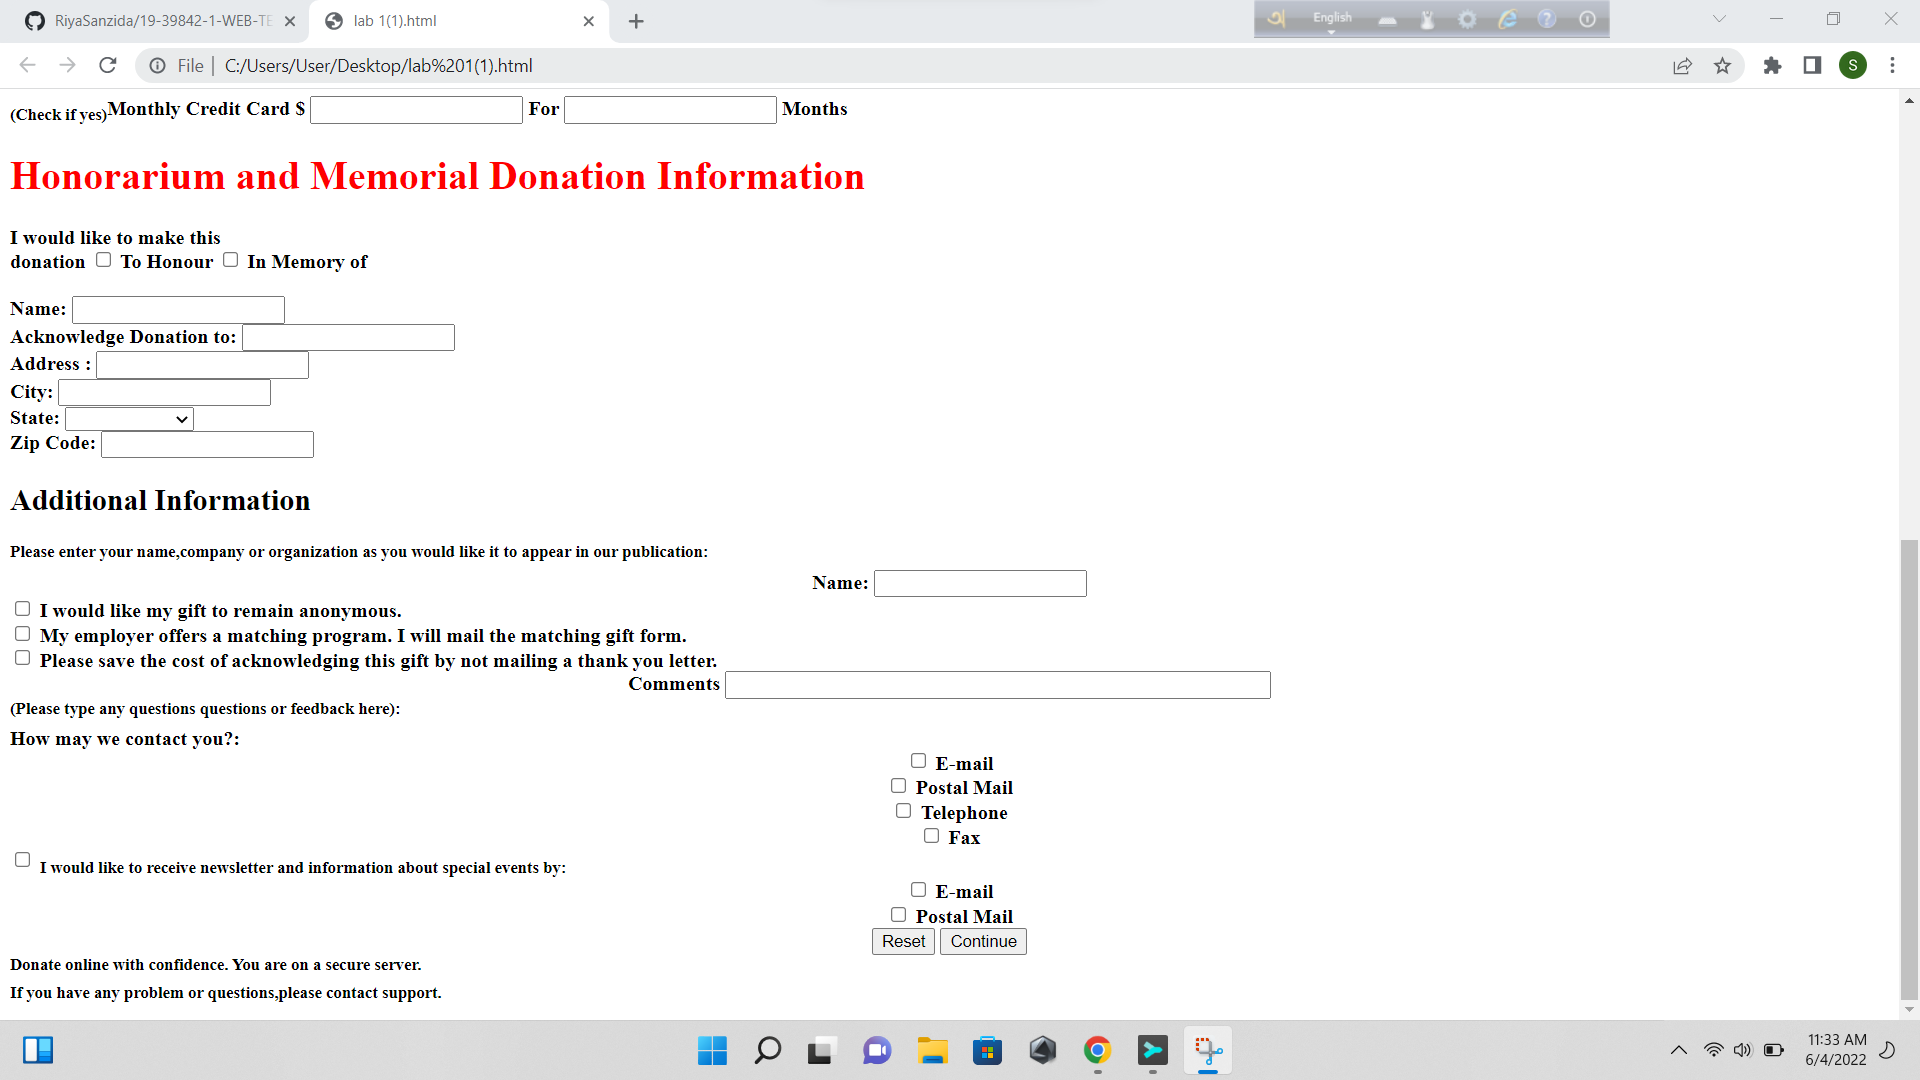 RiyaSanzida/19-39842-1-WEB-TE
lab 1(1).html
English
File
C:/Users/User/Desktop/lab%201(1).html
S
(Check if yes)Monthly Credit Card $ For Months
Honorarium and Memorial Donation Information
I would like to make this
donation To Honour In Memory of
Name:
Acknowledge Donation to:
Address :
City:
State:
Zip Code:
Additional Information
Please enter your name,company or organization as you would like it to appear in our publication:
Name:
I would like my gift to remain anonymous.
My employer offers a matching program. I will mail the matching gift form.
Please save the cost of acknowledging this gift by not mailing a thank you letter.
Comments
(Please type any questions questions or feedback here):
How may we contact you?:
E-mail
Postal Mail
Telephone
Fax
I would like to receive newsletter and information about special events by:
E-mail
Postal Mail
Reset Continue
Donate online with confidence. You are on a secure server.
If you have any problem or questions,please contact support.
11:33 AM
6/4/2022